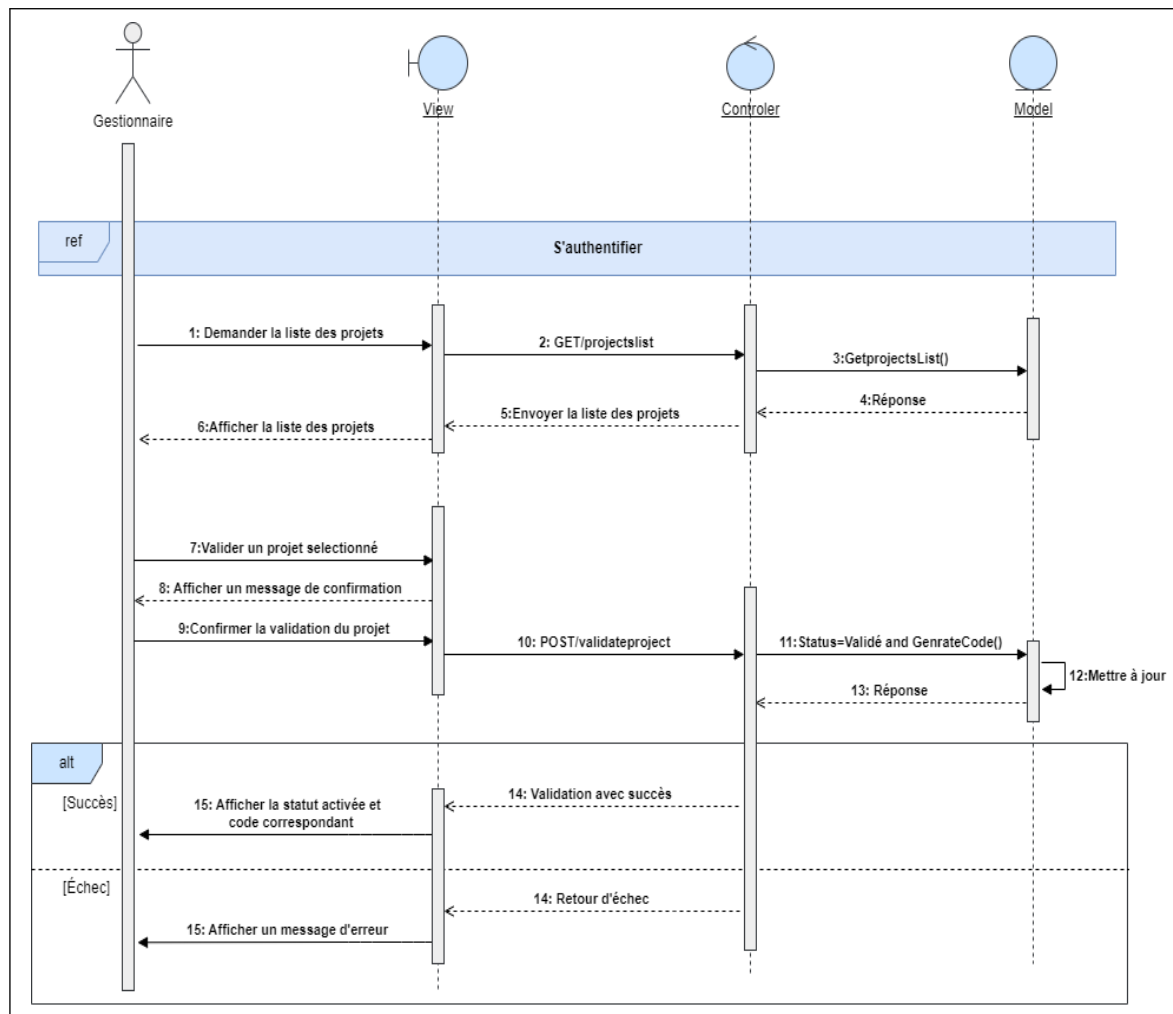 Gestionnaire
View
Controler
Model
ref
S'authentifier
1: Demander la liste des projets
2: GET/projectslist
3:GetprojectsList()
4:Réponse
5:Envoyer la liste des projets
6:Afficher la liste des projets
7:Valider un projet selectionné
8: Afficher un message de confirmation
9:Confirmer la validation du projet
10: POST/validateproject
11:Status=Validé and GenrateCode()
12:Mettre à jour
13: Réponse
alt
[Succès]
14: Validation avec succès
15: Afficher la statut activée et
code correspondant
[Échec]
14: Retour d'échec
15: Afficher un message d'erreur